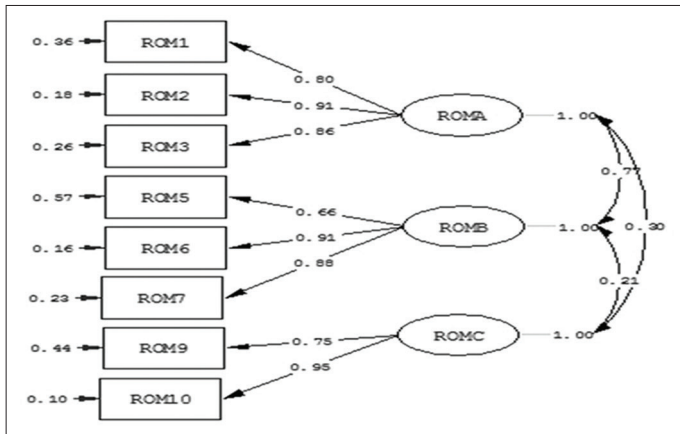 0.36 ROM1
0.80
0.18 ROM2
0.91
ROMA 1.00
0.26 ROM3
0.86
0.77
0.57 ROM5
0.66
0.16 ROM6
0.91
ROMB 1.00
0.30
0.88
0.23 ROM7
0.21
0.44 ROM9
0.75
ROMC 1.00
0.95
0.10 ROM10